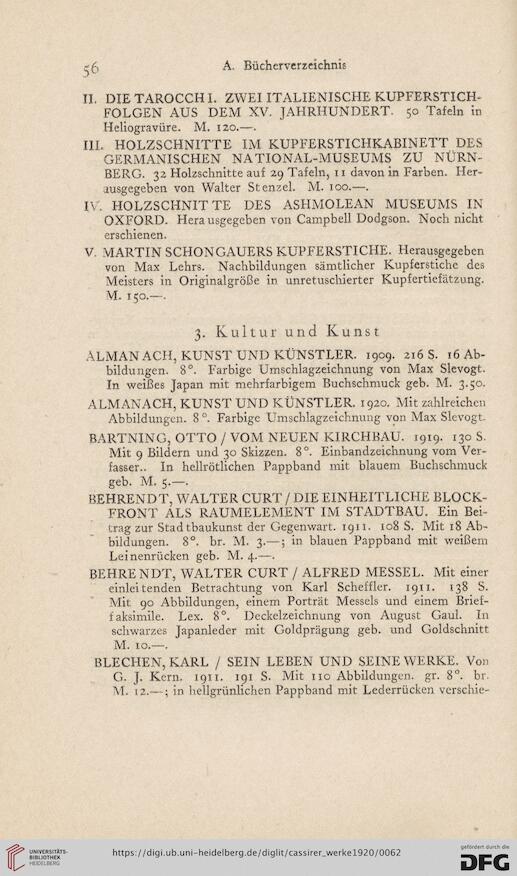 56 A. Bücherverzeichnis
II. DIE TAROCCHI. ZWEI ITALIENISCHE KUPFERSTICH-
FOLGEN AUS DEM XV. JAHRHUNDERT. 50 Tafeln in
Heliogravüre. M. 120.—.
III. HOLZSCHNITTE IM KUPFERSTICHKABINETT DES
GERMANISCHEN NATIONAL-MUSEUMS ZU NÜRN-
BERG. 32 Holzschnitte auf 29 Tafeln, 11 davon in Farben. Her-
ausgegeben von Walter Stenzel. M. 100.—.
IV. HOLZSCHNITTE DES ASHMOLEAN MUSEUMS IN
OXFORD. Herausgegeben von Campbell Dodgson. Noch nicht
erschienen.
V. MARTIN SCHONGAUERS KUPFERSTICHE. Herausgegeben
von Max Lehrs. Nachbildungen sämtlicher Kupferstiche des
Meisters in Originalgröße in unretuschierter Kupfertiefätzung.
M. 150.—.
3. Kultur und Kunst
ALMANACH, KUNST UND KÜNSTLER. 1909. 216 S. 16 Ab-
bildungen. 8°. Farbige Umschlagzeichnung von Max Slevogt.
In weißes Japan mit mehrfarbigem Buchschmuck geb. M. 3.50.
ALMANACH, KUNST UND KÜNSTLER. 1920. Mit zahlreichen
Abbildungen. 8°. Farbige Umschlagzeichnung von Max Slevogt.
BARTNING, OTTO / VOM NEUEN KIRCHBAU. 1919. 130 S.
Mit 9 Bildern und 30 Skizzen. 8°. Einbandzeichnung vom Ver-
fasser.. In hellrötlichen Pappband mit blauem Buchschmuck
geb. M. 5.—.
BEHRENDT, WALTER CURT / DIE EINHEITLICHE BLOCK-
FRONT ALS RAUMELEMENT IM STADTBAU. Ein Bei-
trag zur Stadtbaukunst der Gegenwart. 1911. 108 S. Mit 18 Ab-
bildungen. 8°. br. M. 3.—; in blauen Pappband mit weißem
Leinenrücken geb. M. 4.—.
BEHRENDT, WALTER CURT / ALFRED MESSEL. Mit einer
einleitenden Betrachtung von Karl Scheffler. 1911. 138 S.
Mit 90 Abbildungen, einem Porträt Messels und einem Brief-
faksimile. Lex. 8°. Deckelzeichnung von August Gaul. In
schwarzes Japanleder mit Goldprägung geb. und Goldschnitt
M. 10.—.
BLECHEN, KARL / SEIN LEBEN UND SEINE WERKE. Von
G. J. Kern. 1911. 191 S. Mit 110 Abbildungen. gr. 8°. br.
M. 12.—; in hellgrünlichen Pappband mit Lederrücken verschie-
UNIVERSITÄTS-
BIBLIOTHEK
HEIDELBERG
https://digi.ub.uni-heidelberg.de/diglit/cassirer_werke1920/0062
gefördert durch die
DFG